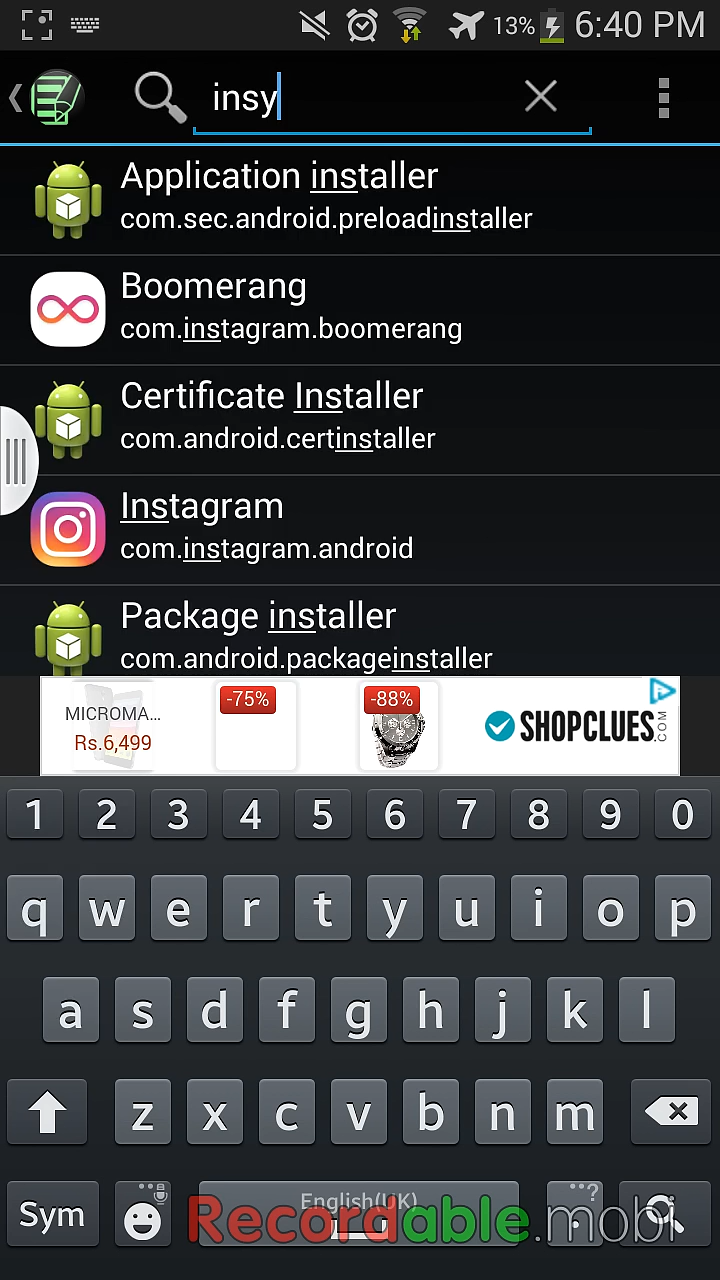 13% 6:40 PM
insy
Application installer
com.sec.android.preloadinstaller
Boomerang
com.instagram.boomerang
Certificate Installer
com.android.certinstaller
Instagram
com.instagram.android
Package installer
com.android.packageinstaller
MICROMA...
Rs.6,499
-75%
-88%
SHOPCLUES.COM
1 2 3 4 5 6 7 8 9 0
q w e r t y u i o p
a s d f g h j k l
z x c v b n m
Sym English(UK) . ?
Recordable.mobi